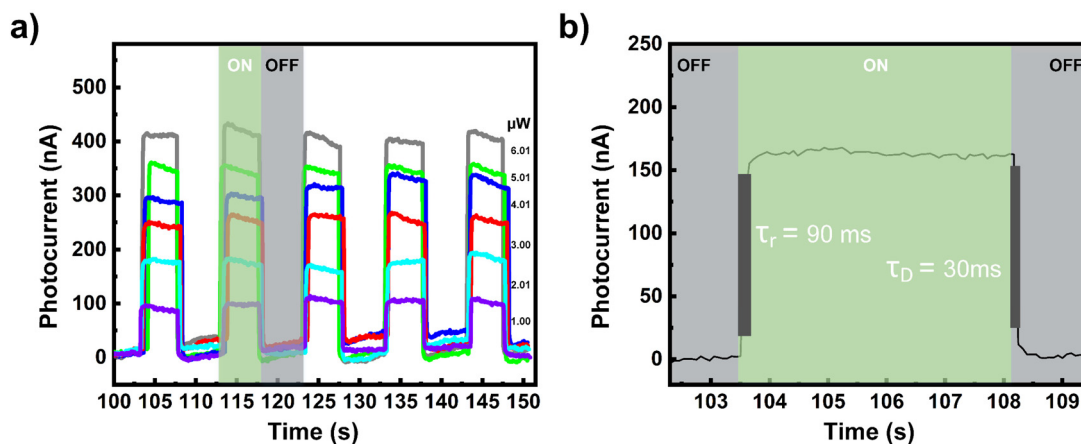 a)
ON
OFF
Photocurrent (nA)
500
400
300
200
100
0
µW
6.01
5.01
4.01
3.00
2.01
1.00
100 105 110 115 120 125 130 135 140 145 150
Time (s)
b)
OFF
ON
OFF
Photocurrent (nA)
250
200
150
100
50
0
τr = 90 ms
τD = 30ms
103 104 105 106 107 108 109
Time (s)